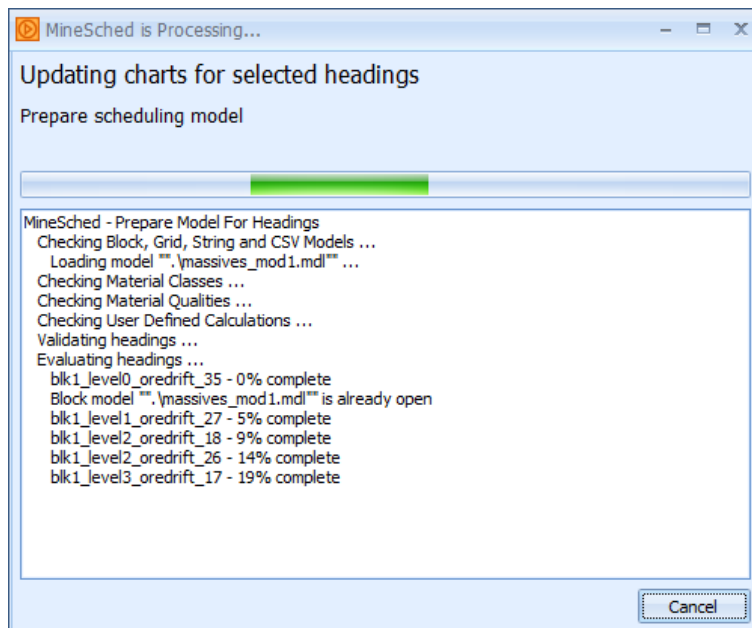 MineSched is Processing...
Updating charts for selected headings
Prepare scheduling model
MineSched - Prepare Model For Headings
Checking Block, Grid, String and CSV Models ...
Loading model "".\massives_mod1.mdl"" ...
Checking Material Classes ...
Checking Material Qualities ...
Checking User Defined Calculations ...
Validating headings ...
Evaluating headings ...
blk1_level0_oredrift_35 - 0% complete
Block model "".\massives_mod1.mdl"" is already open
blk1_level1_oredrift_27 - 5% complete
blk1_level2_oredrift_18 - 9% complete
blk1_level2_oredrift_26 - 14% complete
blk1_level3_oredrift_17 - 19% complete
Cancel